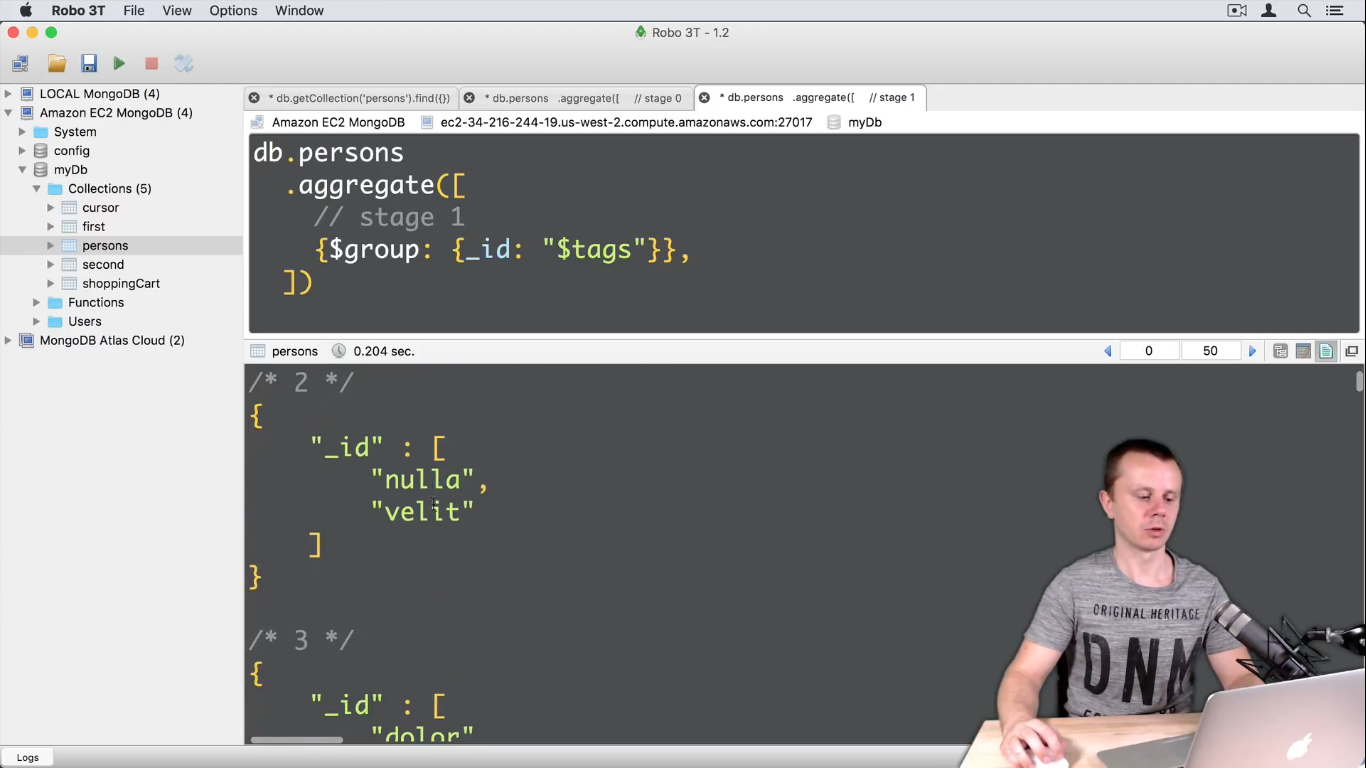 Robo 3T File View Options Window
Robo 3T - 1.2
LOCAL MongoDB (4)
Amazon EC2 MongoDB (4)
System
config
myDb
Collections (5)
cursor
first
persons
second
shoppingCart
Functions
Users
MongoDB Atlas Cloud (2)
* db.getCollection('persons').find({}) * db.persons .aggregate([ // stage 0 * db.persons .aggregate([ // stage 1
Amazon EC2 MongoDB ec2-34-216-244-19.us-west-2.compute.amazonaws.com:27017 myDb
db.persons
.aggregate([
// stage 1
{$group: {_id: "$tags"}},
])
persons 0.204 sec. 0 50
/* 2 */
{
"_id" : [
"nulla",
"velit"
]
}
/* 3 */
{
"_id" : [
"dolor"
ORIGINAL HERITAGE
DNM
Logs